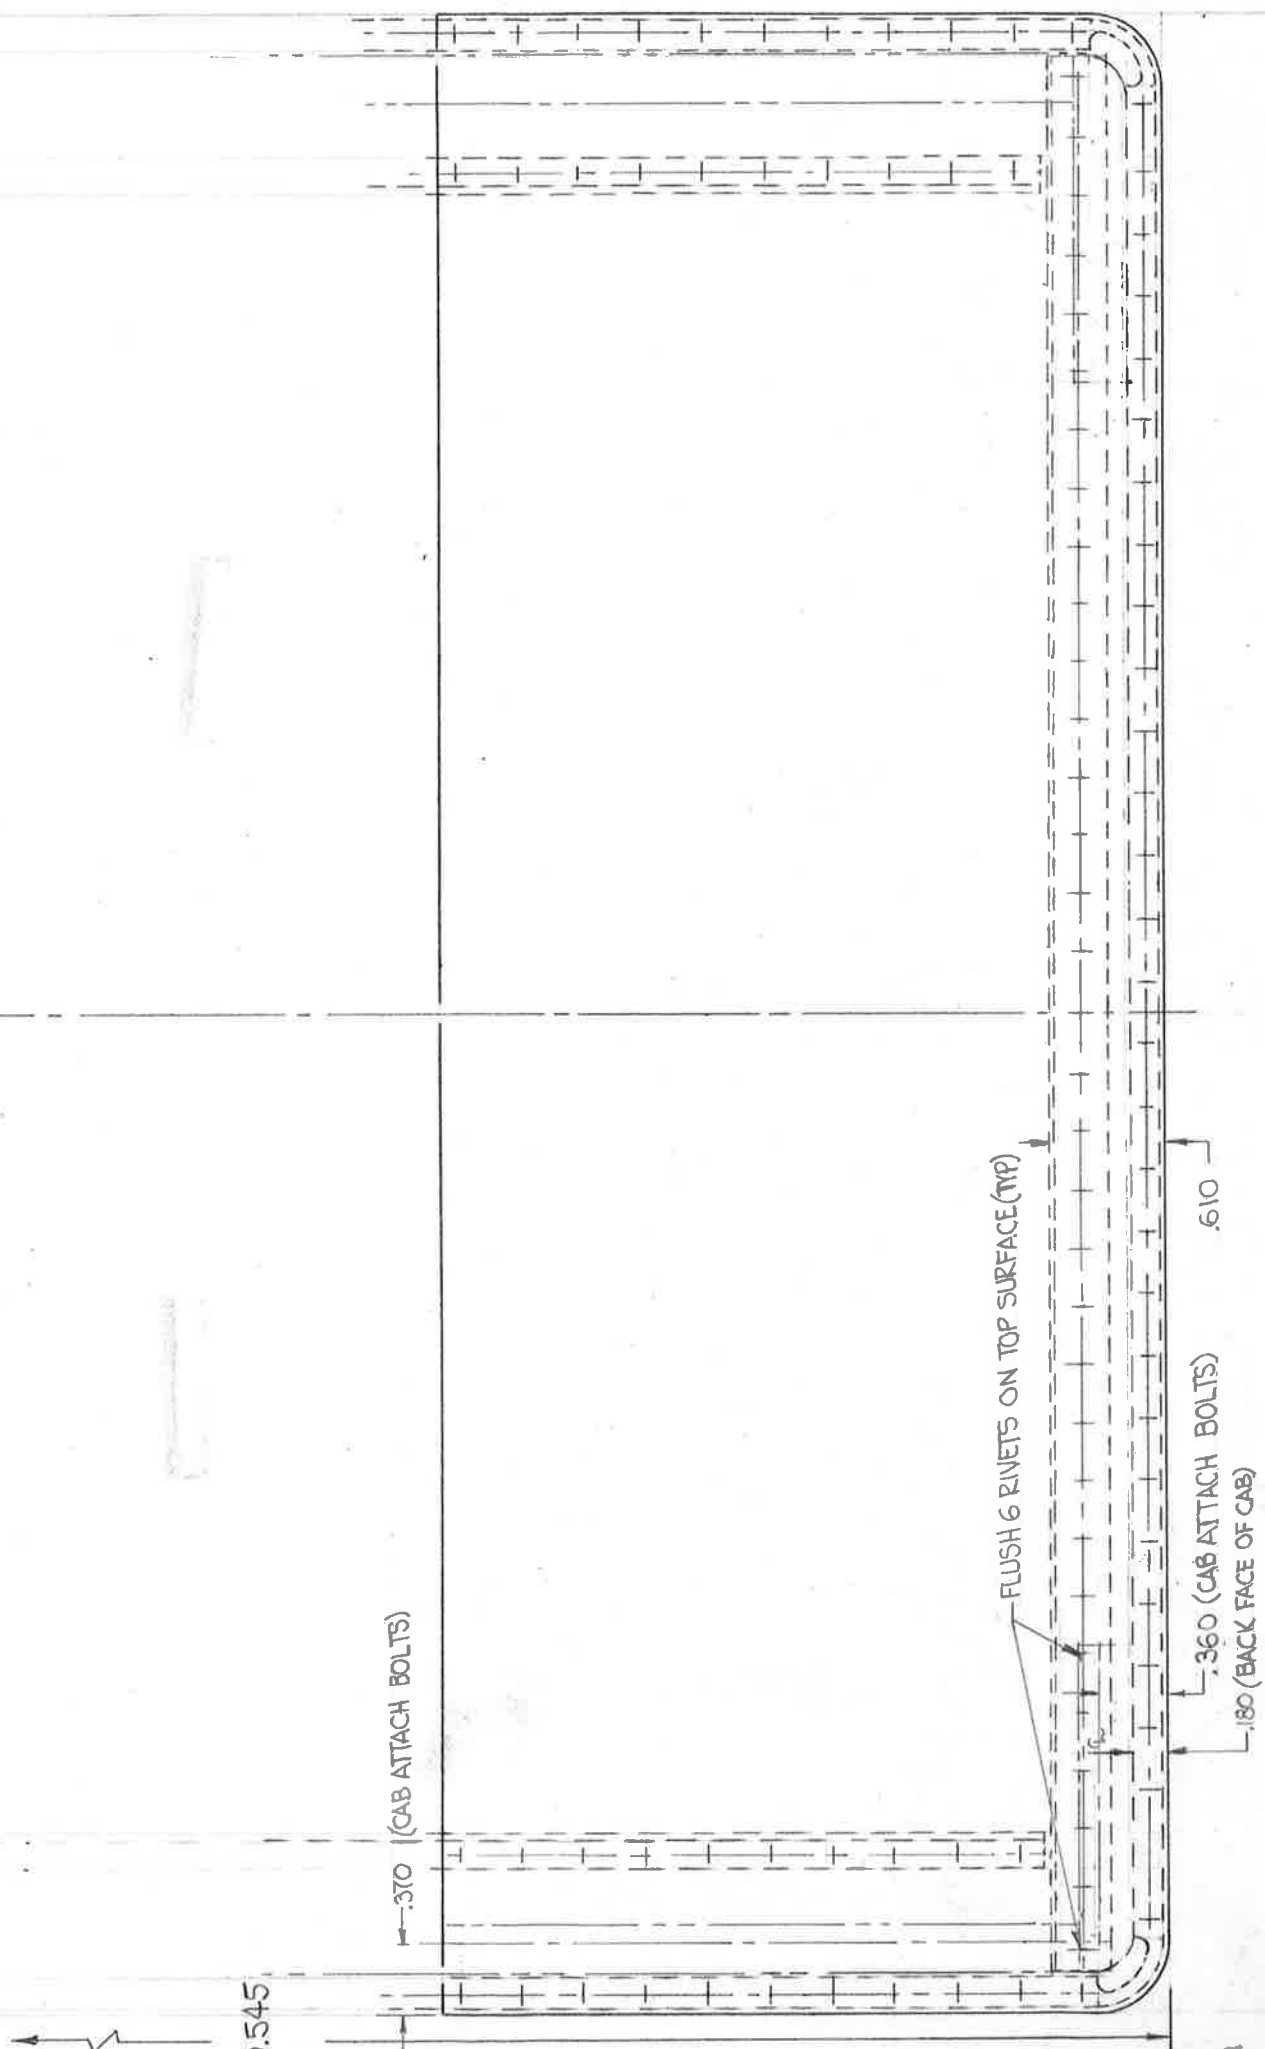 .545
.370 (CAB ATTACH BOLTS)
FLUSH 6 RIVETS ON TOP SURFACE (TYP)
.610
.360 (CAB ATTACH BOLTS)
.180 (BACK FACE OF CAB)